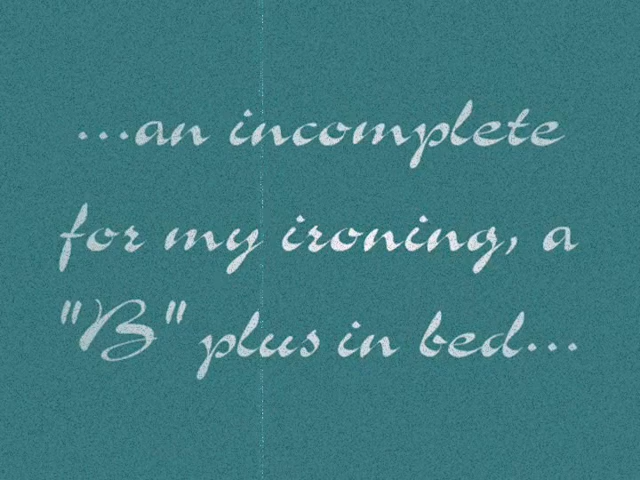 ...an incomplete
for my ironing, a
"B" plus in bed...